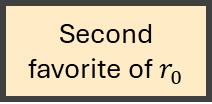 Second
favorite of r₀